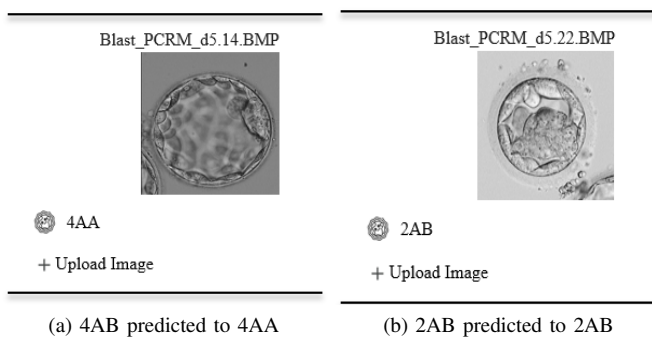 Blast_PCRM_d5.14.BMP
4AA
+ Upload Image
(a) 4AB predicted to 4AA
Blast_PCRM_d5.22.BMP
2AB
+ Upload Image
(b) 2AB predicted to 2AB